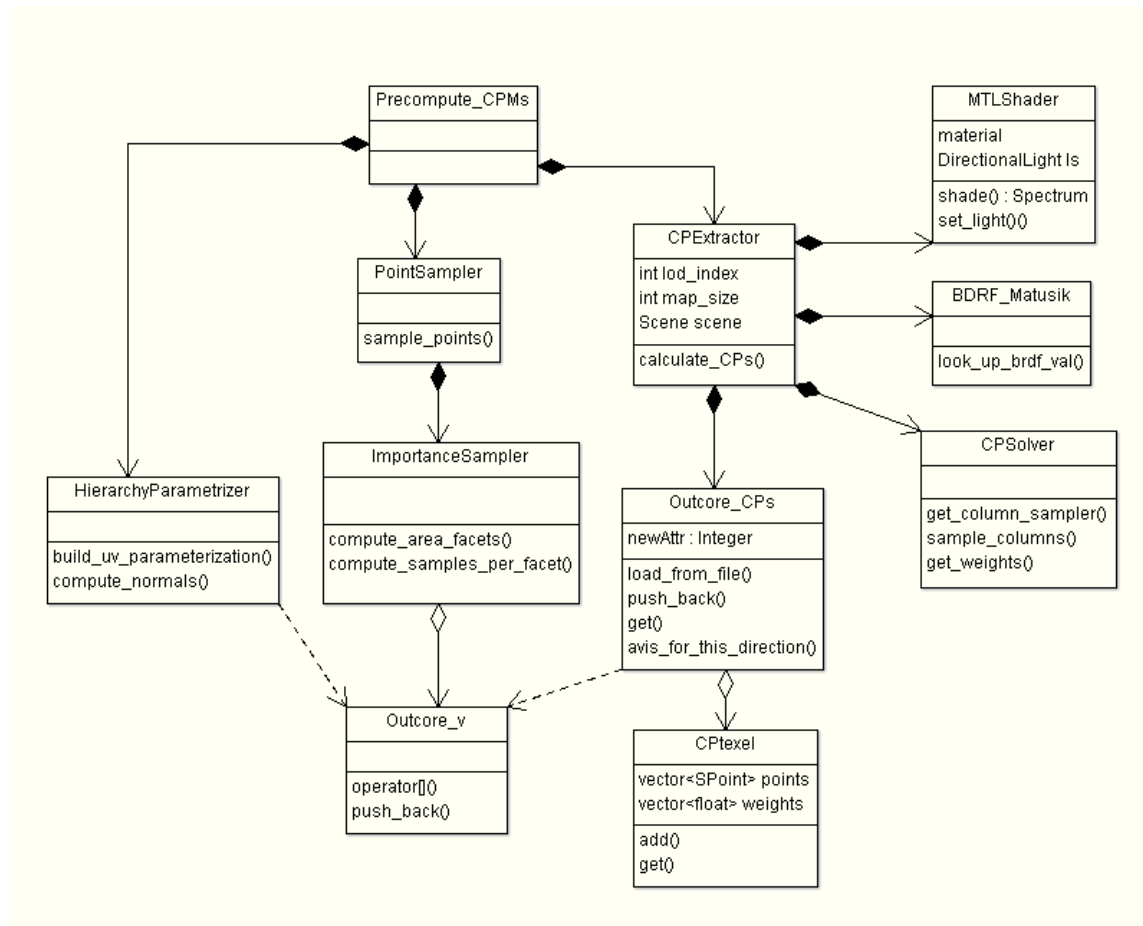 Precompute_CPMs
MTLShader
material
DirectionalLight ls
shade() : Spectrum
set_light()()
CPExtractor
int lod_index
int map_size
Scene scene
calculate_CPs()
PointSampler
sample_points()
BDRF_Matusik
look_up_brdf_val()
ImportanceSampler
compute_area_facets()
compute_samples_per_facet()
CPSolver
get_column_sampler()
sample_columns()
get_weights()
HierarchyParametrizer
build_uv_parameterization()
compute_normals()
Outcore_CPs
newAttr : Integer
load_from_file()
push_back()
get()
avis_for_this_direction()
Outcore_v
operator[]()
push_back()
CPtexel
vector<SPoint> points
vector<float> weights
add()
get()